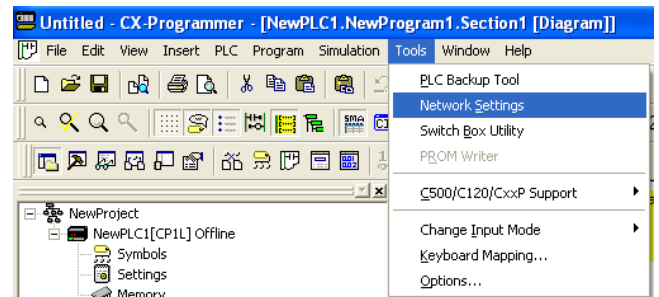 Untitled - CX-Programmer - [NewPLC1.NewProgram1.Section1 [Diagram]]
File Edit View Insert PLC Program Simulation Tools Window Help
PLC Backup Tool
Network Settings
Switch Box Utility
PROM Writer
C500/C120/CxxP Support
Change Input Mode
Keyboard Mapping...
Options...
NewProject
NewPLC1[CP1L] Offline
Symbols
Settings
Memory